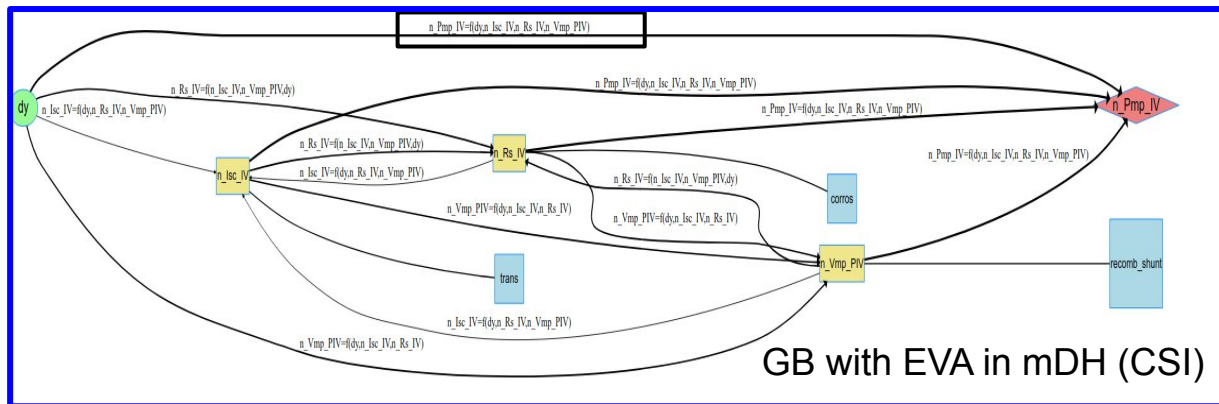 n_Pmp_IV=f(dy,n_Isc_IV,n_Rs_IV,n_Vmp_PIV)
n_Rs_IV=f(n_Isc_IV,n_Vmp_PIV,dy)
n_Pmp_IV=f(dy,n_Isc_IV,n_Rs_IV,n_Vmp_PIV)
dy
n_Isc_IV=f(dy,n_Rs_IV,n_Vmp_PIV)
n_Pmp_IV=f(dy,n_Isc_IV,n_Rs_IV,n_Vmp_PIV)
n_Pmp_IV
n_Rs_IV=f(n_Isc_IV,n_Vmp_PIV,dy)
n_Rs_IV
n_Pmp_IV=f(dy,n_Isc_IV,n_Rs_IV,n_Vmp_PIV)
n_Isc_IV
n_Isc_IV=f(dy,n_Rs_IV,n_Vmp_PIV)
n_Rs_IV=f(n_Isc_IV,n_Vmp_PIV,dy)
corros
n_Vmp_PIV=f(dy,n_Isc_IV,n_Rs_IV)
n_Vmp_PIV=f(dy,n_Isc_IV,n_Rs_IV)
trans
n_Vmp_PIV
recomb_shunt
n_Isc_IV=f(dy,n_Rs_IV,n_Vmp_PIV)
n_Vmp_PIV=f(dy,n_Isc_IV,n_Rs_IV)
GB with EVA in mDH (CSI)